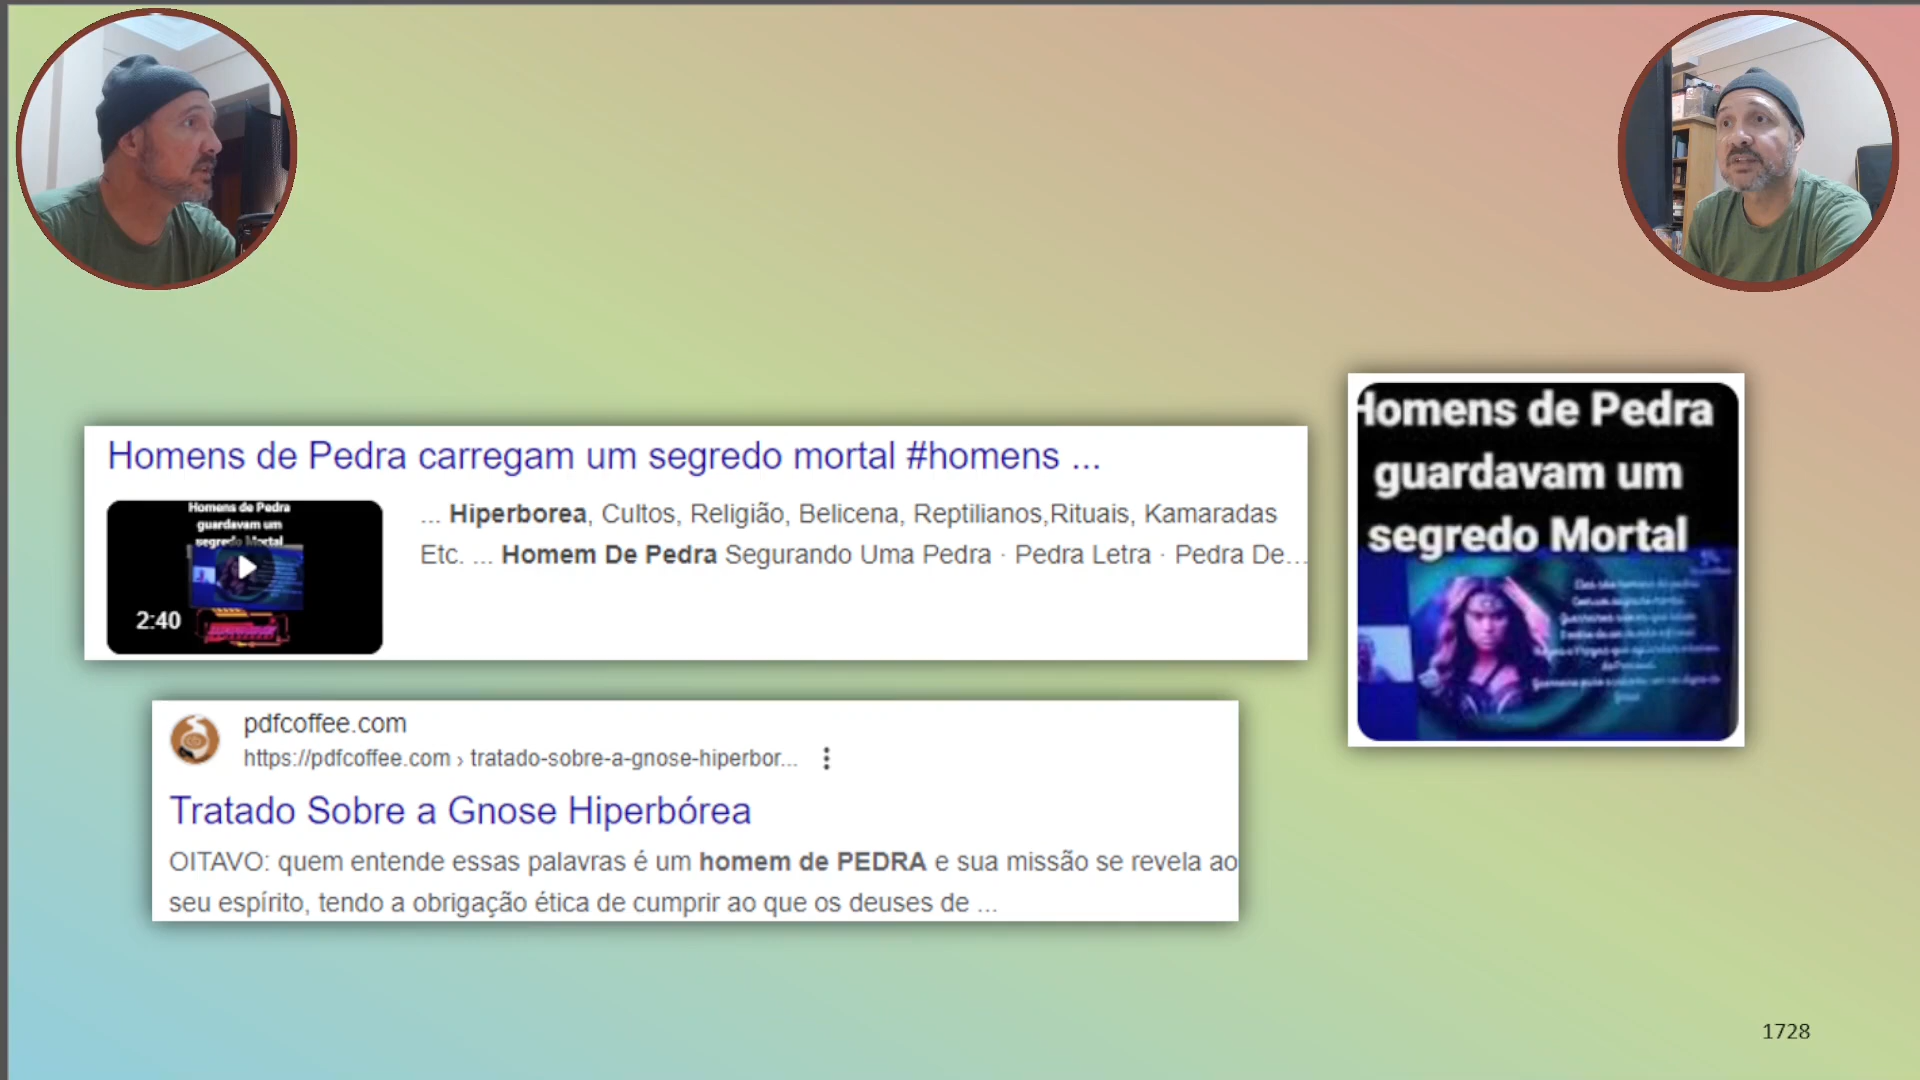 Homens de Pedra carregam um segredo mortal #homens ...
Homens de Pedra
guardavam um
segredo Mortal
2:40
... Hiperborea, Cultos, Religião, Belicena, Reptilianos,Rituais, Kamaradas
Etc. ... Homem De Pedra Segurando Uma Pedra · Pedra Letra · Pedra De...
Homens de Pedra
guardavam um
segredo Mortal
pdfcoffee.com
https://pdfcoffee.com › tratado-sobre-a-gnose-hiperbor...
Tratado Sobre a Gnose Hiperbórea
OITAVO: quem entende essas palavras é um homem de PEDRA e sua missão se revela ao
seu espírito, tendo a obrigação ética de cumprir ao que os deuses de ...
1728